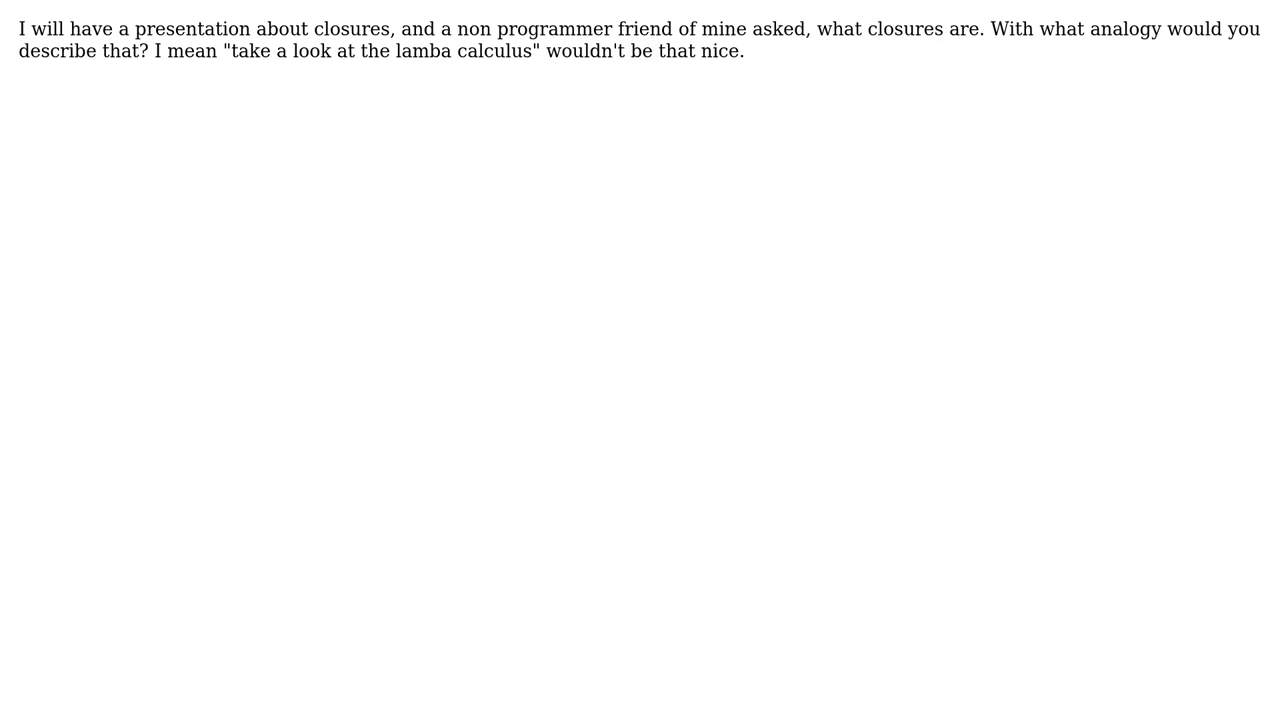 I will have a presentation about closures, and a non programmer friend of mine asked, what closures are. With what analogy would you
describe that? I mean "take a look at the lamba calculus" wouldn't be that nice.